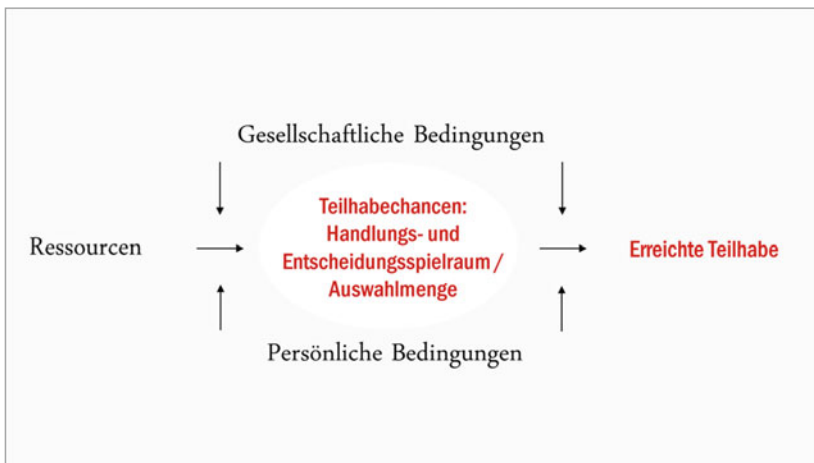 Gesellschaftliche Bedingungen
Teilhabechancen:
Handlungs- und
Entscheidungsspielraum /
Auswahlmenge
Ressourcen
Erreichte Teilhabe
Persönliche Bedingungen